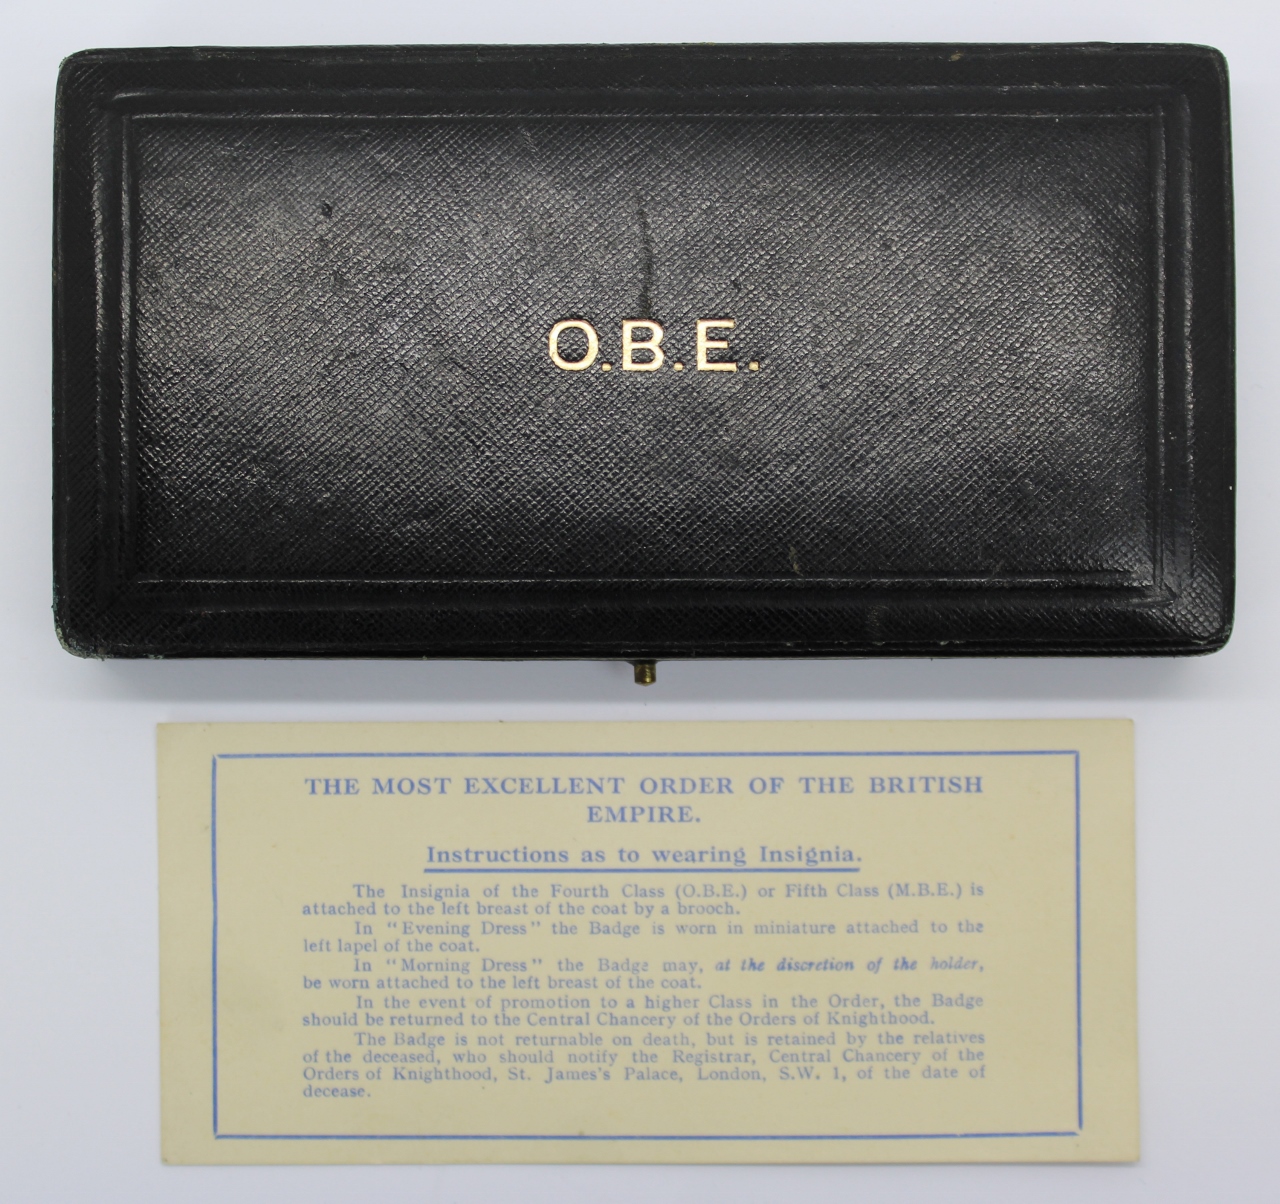 O.B.E.
THE MOST EXCELLENT ORDER OF THE BRITISH
EMPIRE.
Instructions as to wearing Insignia.
The Insignia of the Fourth Class (O.B.E.) or Fifth Class (M.B.E.) is
attached to the left breast of the coat by a brooch.
In "Evening Dress" the Badge is worn in miniature attached to the
left lapel of the coat.
In "Morning Dress" the Badge may, at the discretion of the holder,
be worn attached to the left breast of the coat.
In the event of promotion to a higher Class in the Order, the Badge
should be returned to the Central Chancery of the Orders of Knighthood.
The Badge is not returnable on death, but is retained by the relatives
of the deceased, who should notify the Registrar, Central Chancery of the
Orders of Knighthood, St. James's Palace, London, S.W. 1, of the date of
decease.